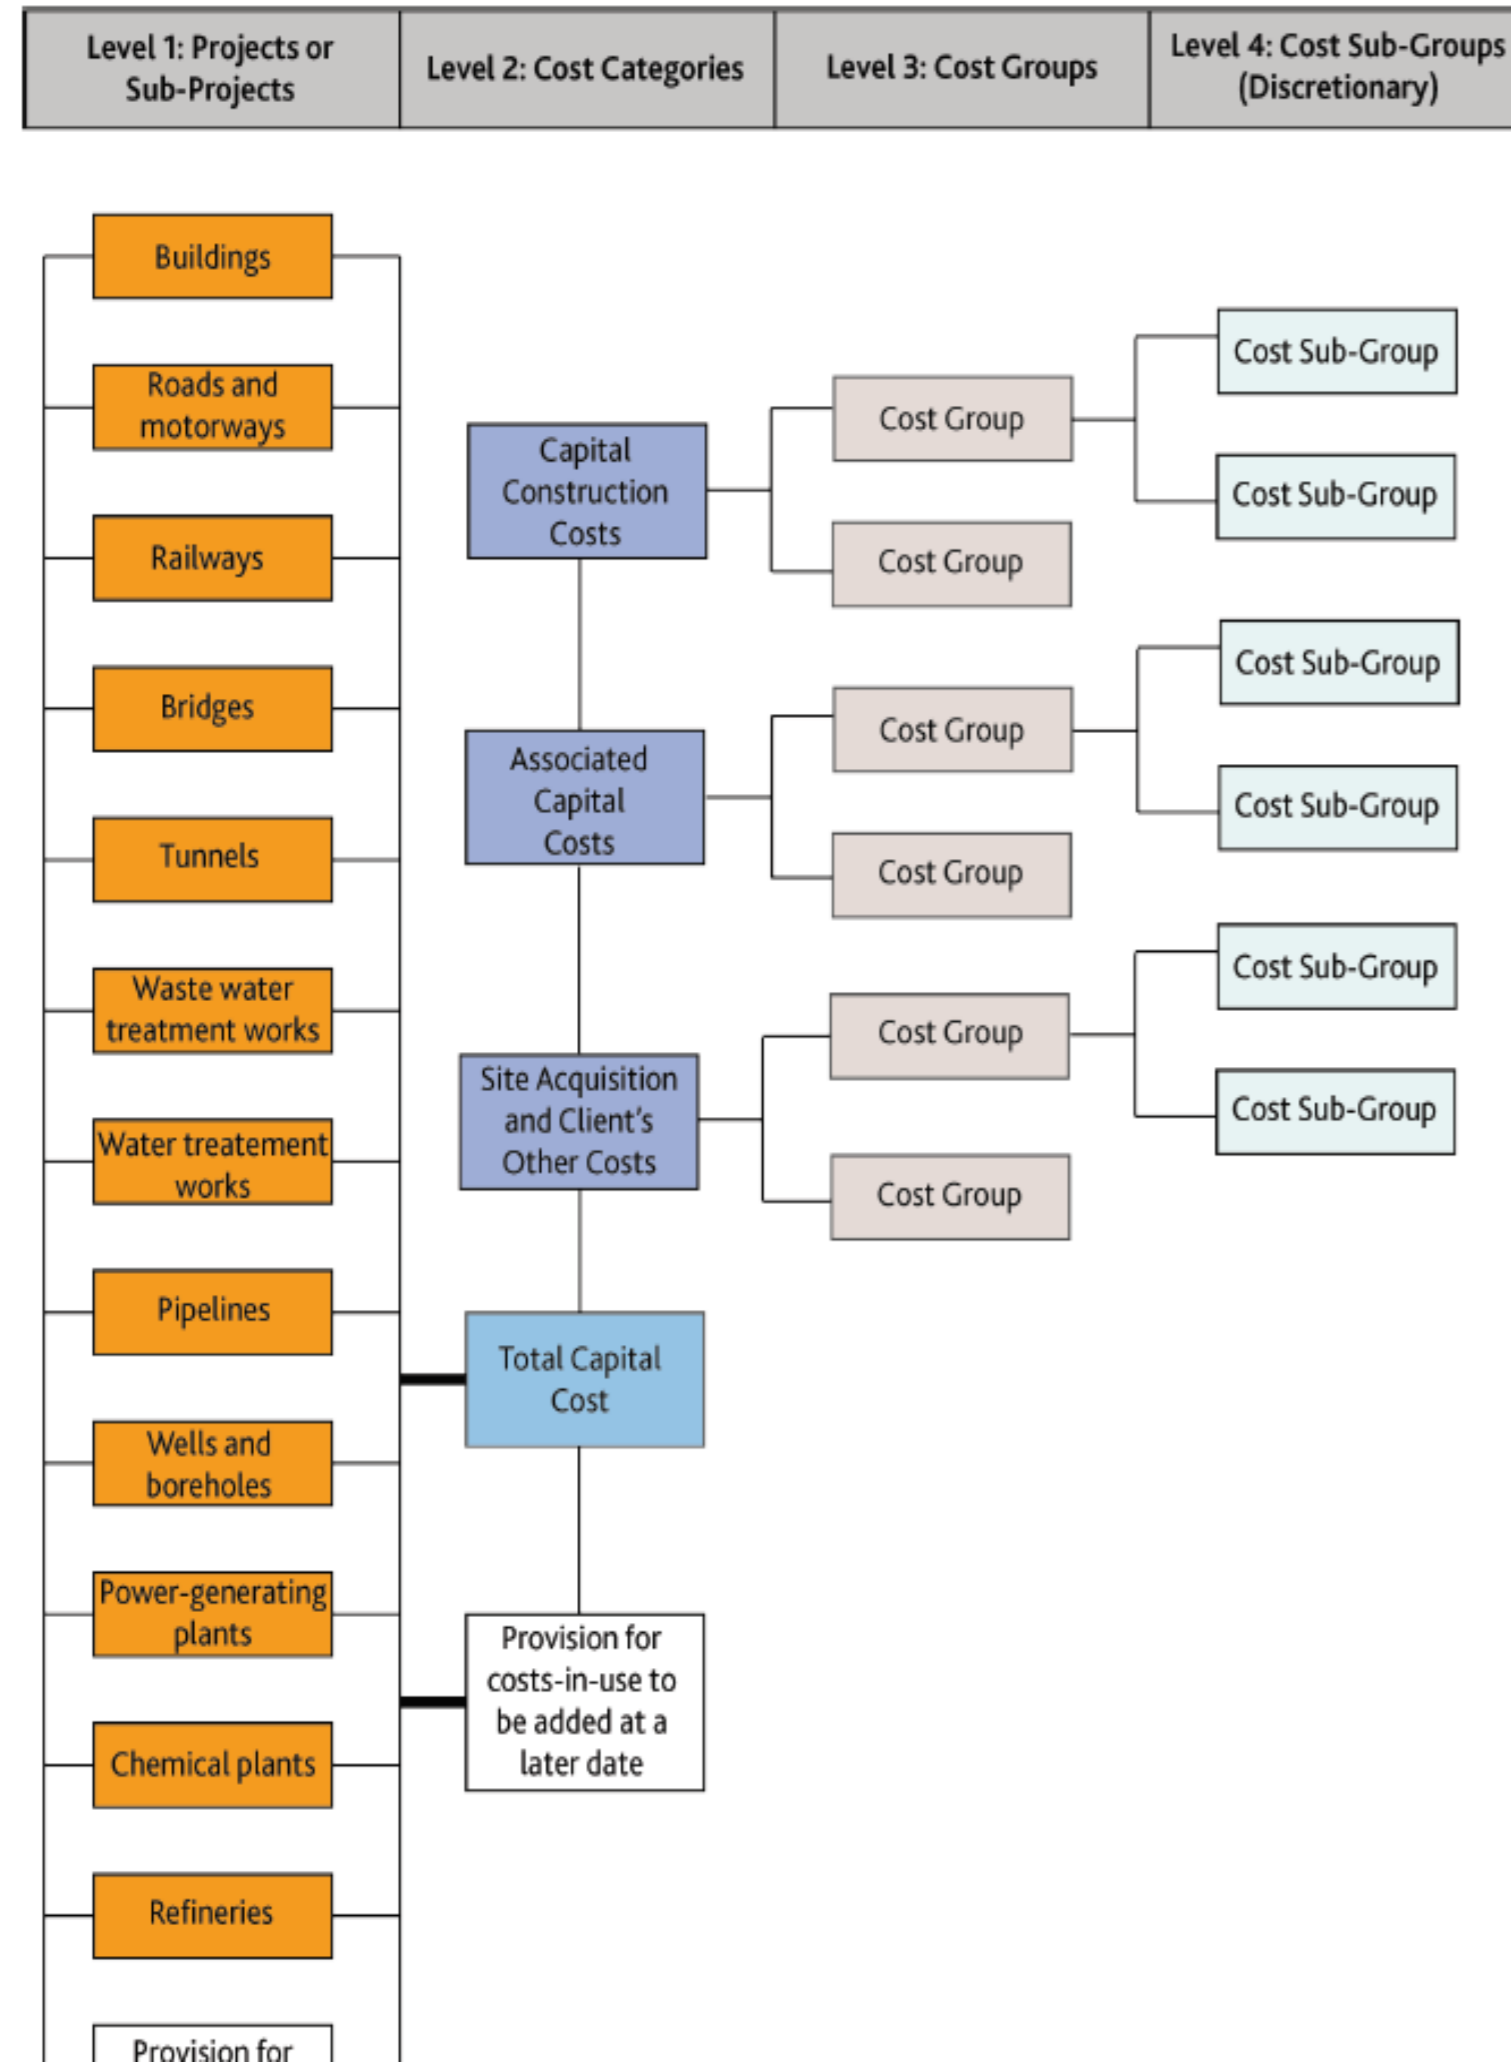 Level 1: Projects or
Sub-Projects
Level 2: Cost Categories
Level 3: Cost Groups
Level 4: Cost Sub-Groups
(Discretionary)
Buildings
Roads and
motorways
Railways
Bridges
Tunnels
Waste water
treatment works
Water treatement
works
Pipelines
Wells and
boreholes
Power-generating
plants
Chemical plants
Refineries
Provision for
Capital
Construction
Costs
Associated
Capital
Costs
Site Acquisition
and Client's
Other Costs
Total Capital
Cost
Provision for
costs-in-use to
be added at a
later date
Cost Group
Cost Group
Cost Group
Cost Group
Cost Group
Cost Group
Cost Sub-Group
Cost Sub-Group
Cost Sub-Group
Cost Sub-Group
Cost Sub-Group
Cost Sub-Group